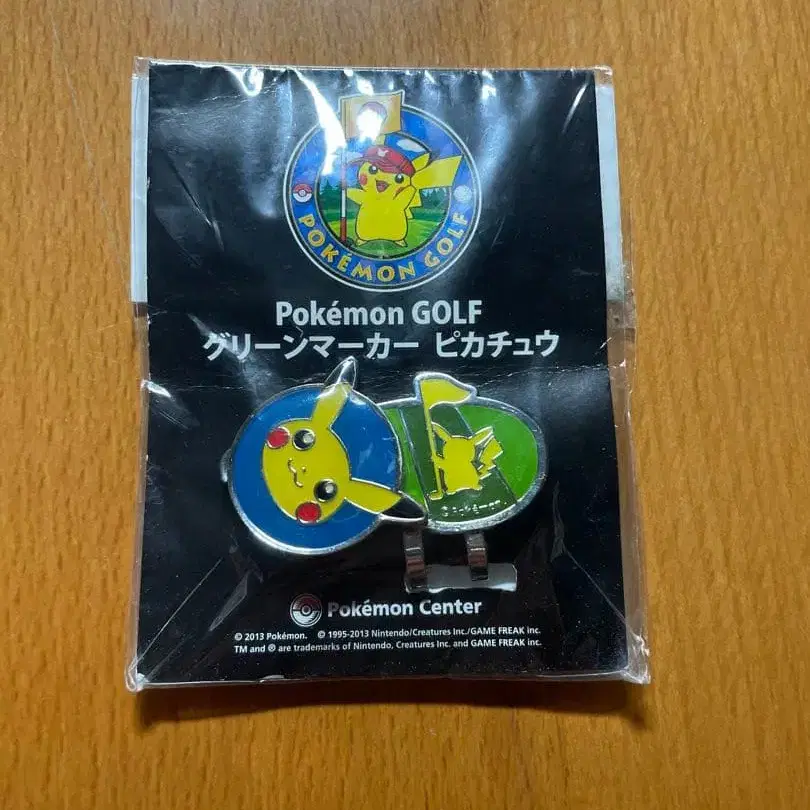 POKÉMON GOLF
Pokémon GOLF
グリーンマーカー ピカチュウ
© Pokémon
Pokémon Center
© 2013 Pokémon. © 1995-2013 Nintendo/Creatures Inc./GAME FREAK inc.
TM and ® are trademarks of Nintendo, Creatures Inc. and GAME FREAK inc.